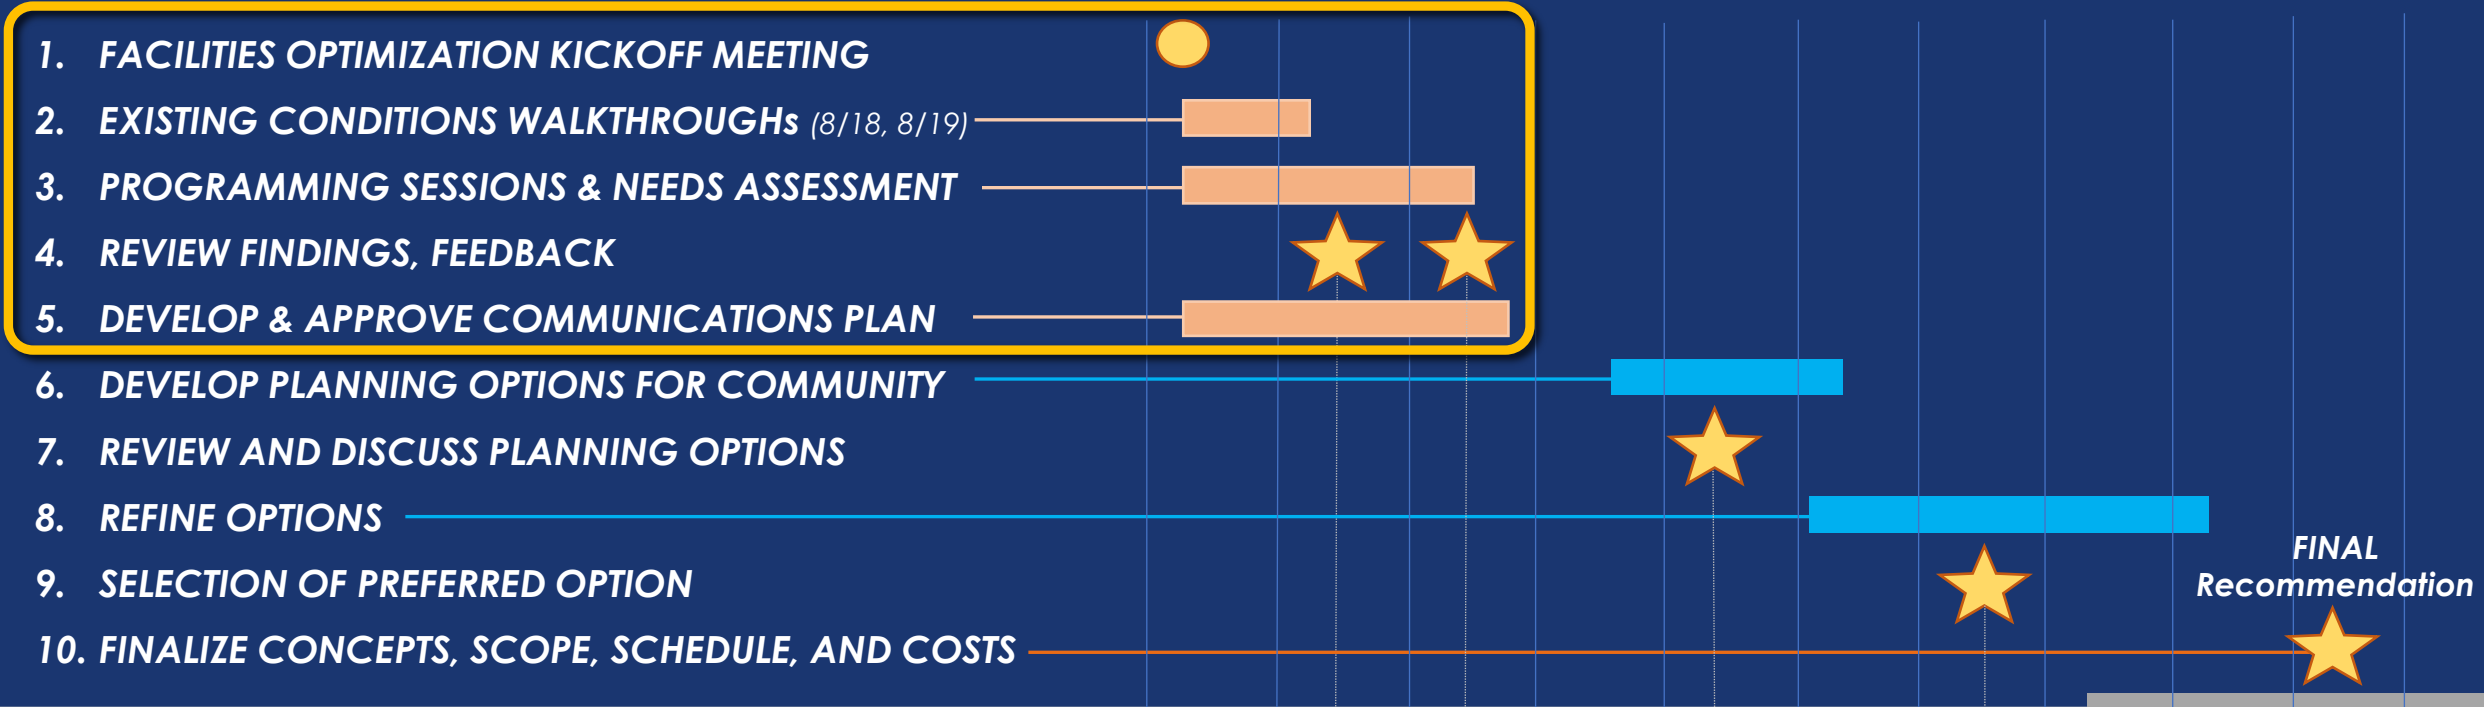 1. FACILITIES OPTIMIZATION KICKOFF MEETING
2. EXISTING CONDITIONS WALKTHROUGHs (8/18, 8/19)
3. PROGRAMMING SESSIONS & NEEDS ASSESSMENT
4. REVIEW FINDINGS, FEEDBACK
5. DEVELOP & APPROVE COMMUNICATIONS PLAN
6. DEVELOP PLANNING OPTIONS FOR COMMUNITY
7. REVIEW AND DISCUSS PLANNING OPTIONS
8. REFINE OPTIONS
9. SELECTION OF PREFERRED OPTION
10. FINALIZE CONCEPTS, SCOPE, SCHEDULE, AND COSTS
FINAL
Recommendation